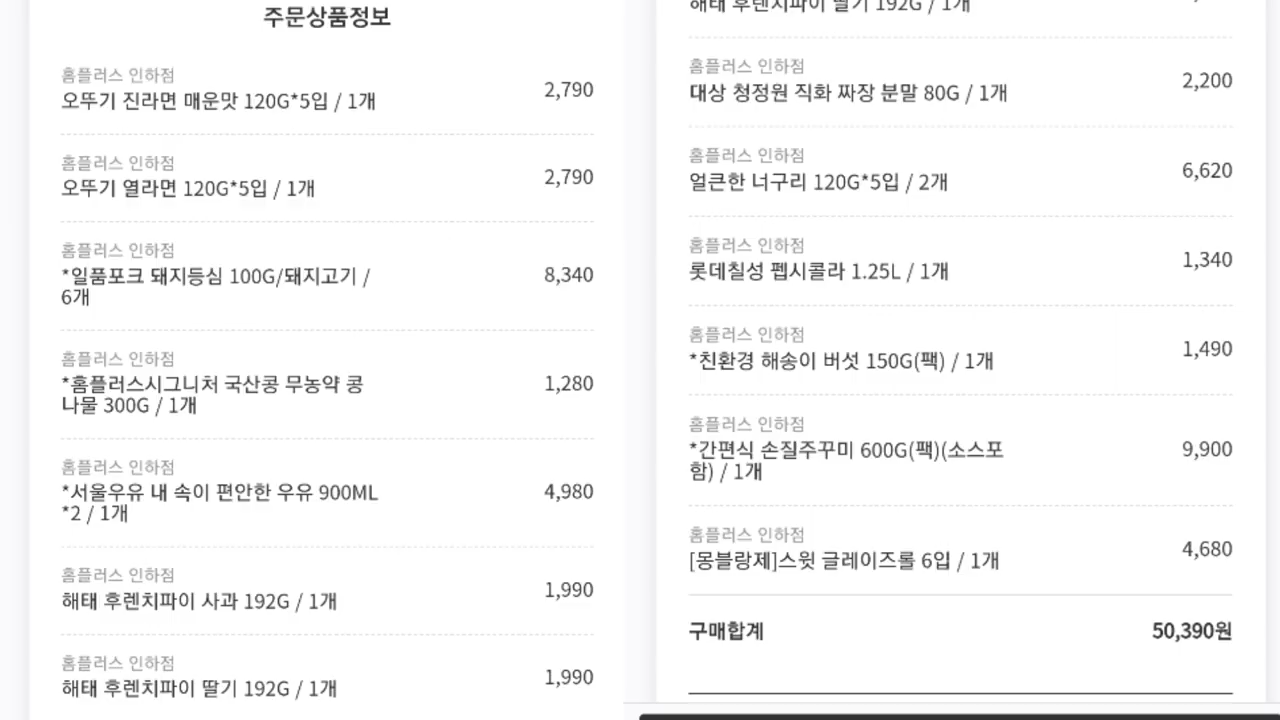 주문상품정보
홈플러스 인하점
오뚜기 진라면 매운맛 120G*5입 / 1개
2,790
홈플러스 인하점
오뚜기 열라면 120G*5입 / 1개
2,790
홈플러스 인하점
*일품포크 돼지등심 100G/돼지고기 /
6개
8,340
홈플러스 인하점
*홈플러스시그니처 국산콩 무농약 콩
나물 300G / 1개
1,280
홈플러스 인하점
*서울우유 내 속이 편안한 우유 900ML
*2 / 1개
4,980
홈플러스 인하점
해태 후렌치파이 사과 192G / 1개
1,990
홈플러스 인하점
해태 후렌치파이 딸기 192G / 1개
1,990
해태 후렌치파이 딸기 192G / 1개
홈플러스 인하점
대상 청정원 직화 짜장 분말 80G / 1개
2,200
홈플러스 인하점
얼큰한 너구리 120G*5입 / 2개
6,620
홈플러스 인하점
롯데칠성 펩시콜라 1.25L / 1개
1,340
홈플러스 인하점
*친환경 해송이 버섯 150G(팩) / 1개
1,490
홈플러스 인하점
*간편식 손질주꾸미 600G(팩)(소스포
함) / 1개
9,900
홈플러스 인하점
[몽블랑제]스윗 글레이즈롤 6입 / 1개
4,680
구매합계
50,390원